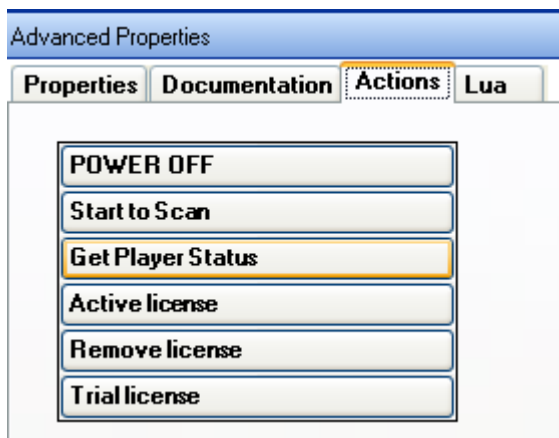 Advanced Properties
Properties Documentation Actions Lua
POWER OFF
Start to Scan
Get Player Status
Active license
Remove license
Trial license